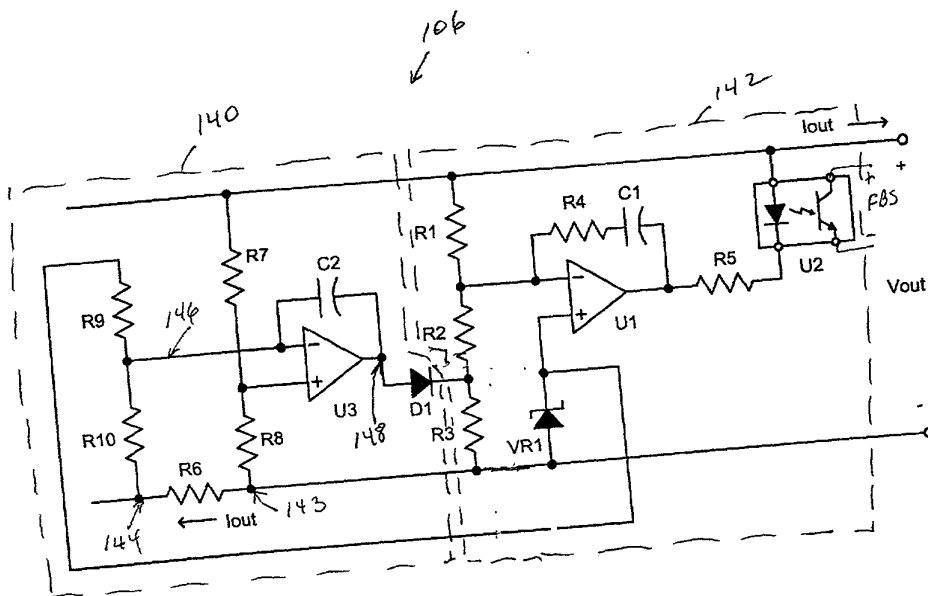 106
140
142
Iout
+
R7
R1
R4
C1
FBS
R9
C2
R5
U2
-
146
-
R2
+
U1
Vout
+
U3
148
D1
R10
R8
R3
VR1
R6
144
Iout
143